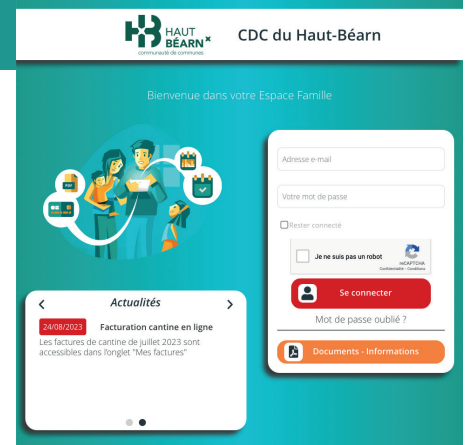 HAUT
BÉARN
communauté de communes
CDC du Haut-Béarn
Bienvenue dans votre Espace Famille
PDF
Adresse e-mail
Votre mot de passe
Rester connecté
Je ne suis pas un robot
reCAPTCHA
Confidentialité - Conditions
Se connecter
Mot de passe oublié ?
Documents - Informations
Actualités
24/08/2023 Facturation cantine en ligne
Les factures de cantine de juillet 2023 sont
accessibles dans l'onglet "Mes factures"